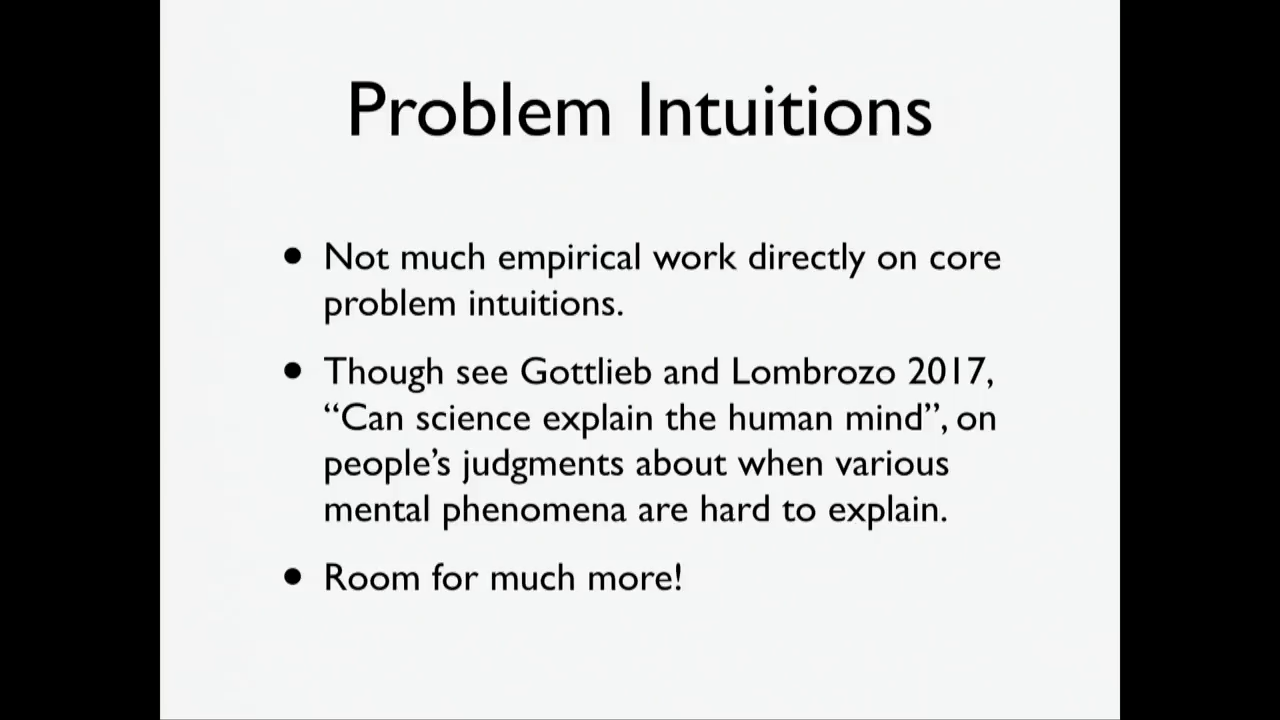 Problem Intuitions
• Not much empirical work directly on core
problem intuitions.
• Though see Gottlieb and Lombrozo 2017,
“Can science explain the human mind”, on
people’s judgments about when various
mental phenomena are hard to explain.
• Room for much more!